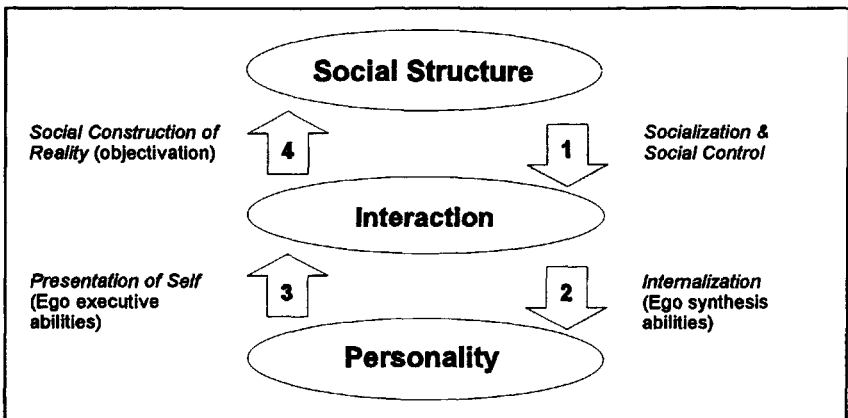 Social Structure
Social Construction of
Reality (objectivation)
4
1
Socialization &
Social Control
Interaction
Presentation of Self
(Ego executive
abilities)
3
2
Internalization
(Ego synthesis
abilities)
Personality